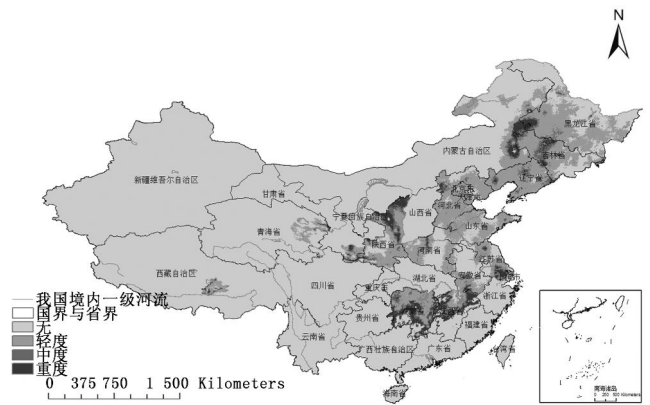 N
黑龙江省
内蒙古自治区
吉林省
辽宁省
新疆维吾尔自治区
北京市
甘肃省
河北省
宁夏回族自治区
山西省
山东省
青海省
陕西省
河南省
江苏省
西藏自治区
安徽省
湖北省
四川省
重庆市
浙江省
贵州省
福建省
云南省
广西壮族自治区
广东省
台湾省
海南省
我国境内一级河流
国界与省界
无
轻度
中度
重度
0 375 750 1 500 Kilometers
南海诸岛